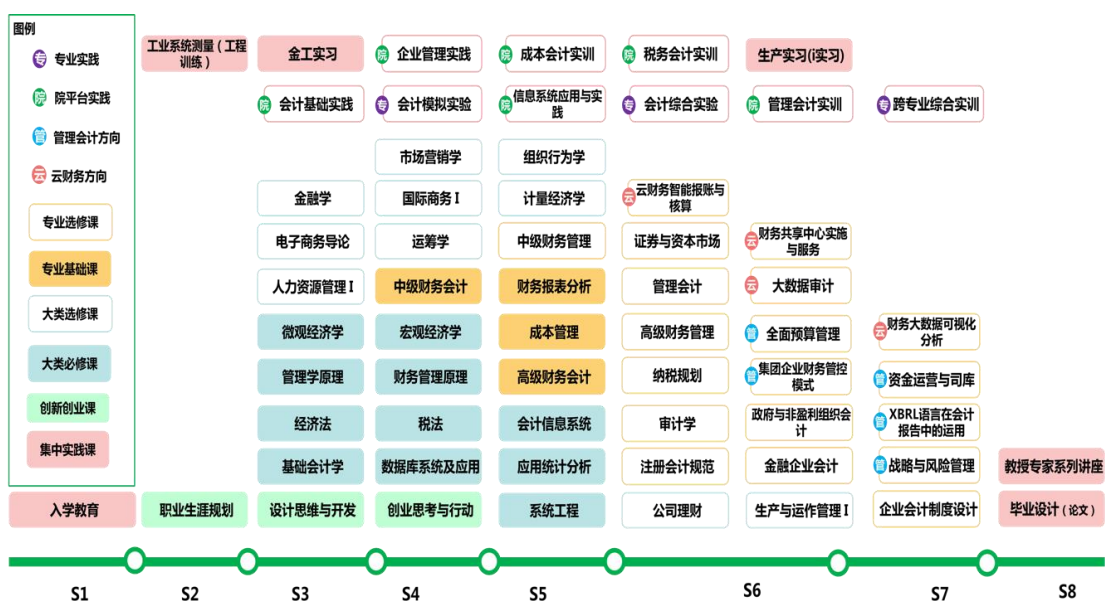 图例
专 专业实践
院 院平台实践
管 管理会计方向
云 云财务方向
专业选修课
专业基础课
大类选修课
大类必修课
创新创业课
集中实践课
入学教育
工业系统测量(工程
训练)
职业生涯规划
金工实习
院 会计基础实践
金融学
电子商务导论
人力资源管理 I
微观经济学
管理学原理
经济法
基础会计学
设计思维与开发
院 企业管理实践
专 会计模拟实验
市场营销学
国际商务 I
运筹学
中级财务会计
宏观经济学
财务管理原理
税法
数据库系统及应用
创业思考与行动
院 成本会计实训
院 信息系统应用与实
践
组织行为学
计量经济学
中级财务管理
财务报表分析
成本管理
高级财务会计
会计信息系统
应用统计分析
系统工程
院 税务会计实训
专 会计综合实验
云 云财务智能报账与
核算
证券与资本市场
管理会计
高级财务管理
纳税规划
审计学
注册会计规范
公司理财
生产实习(i实习)
院 管理会计实训
云 财务共享中心实施
与服务
云 大数据审计
管 全面预算管理
管 集团企业财务管控
模式
政府与非盈利组织会
计
金融企业会计
生产与运作管理 I
专 跨专业综合实训
云 财务大数据可视化
分析
管 资金运营与司库
管 XBRL语言在会计
报告中的运用
管 战略与风险管理
企业会计制度设计
教授专家系列讲座
毕业设计(论文)
S1
S2
S3
S4
S5
S6
S7
S8